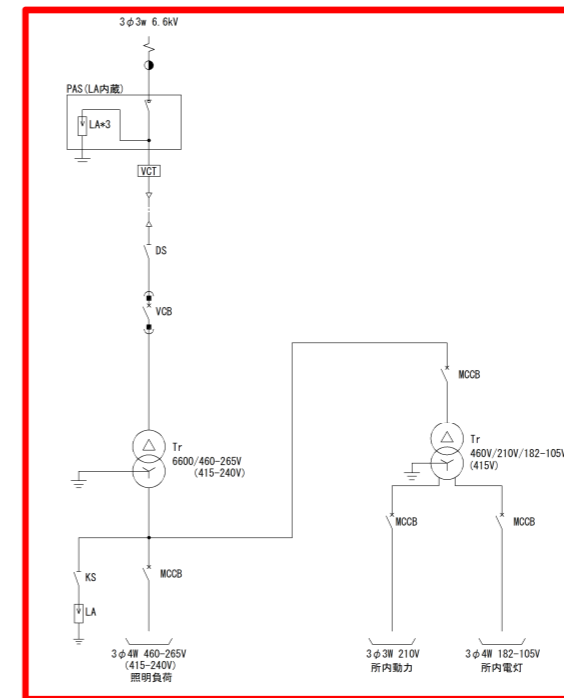 3φ3w 6.6kV
PAS(LA内蔵)
LA*3
VCT
DS
VCB
MCCB
Tr
6600/460-265V
(415-240V)
Tr
460V/210V/182-105V
(415V)
MCCB
MCCB
KS
MCCB
LA
3φ4W 460-265V
(415-240V)
照明負荷
3φ3W 210V
所内動力
3φ4W 182-105V
所内電灯